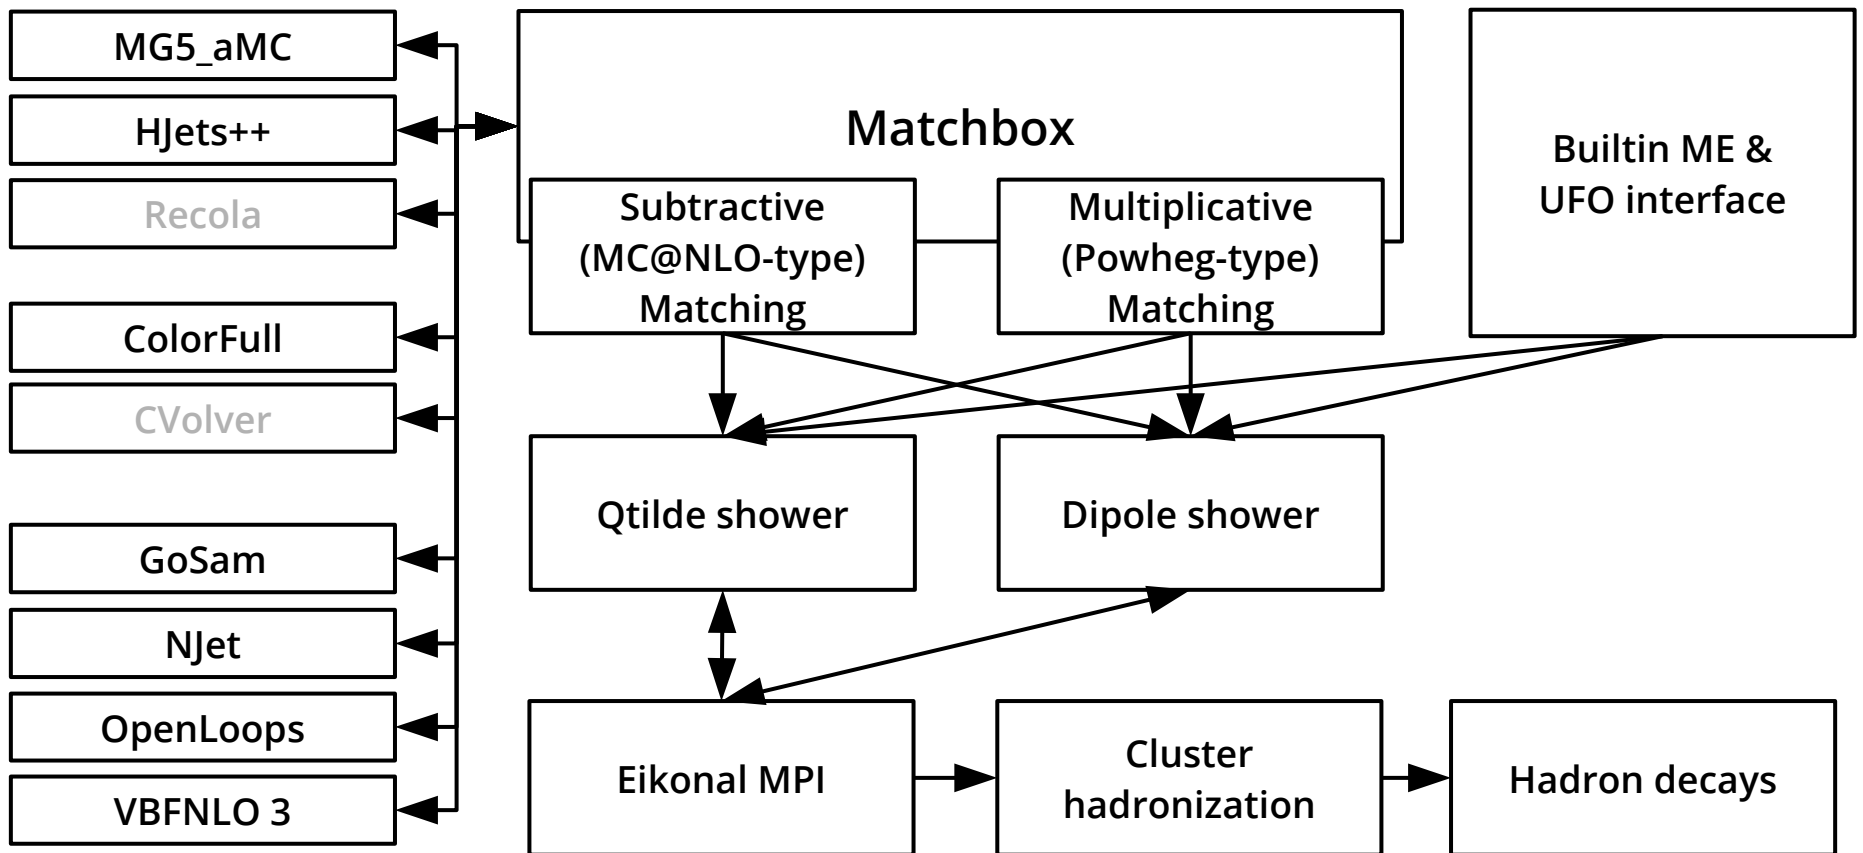 MG5_aMC
HJets++
Recola
ColorFull
CVolver
GoSam
NJet
OpenLoops
VBFNLO 3
Matchbox
Subtractive
(MC@NLO-type)
Matching
Multiplicative
(Powheg-type)
Matching
Builtin ME &
UFO interface
Qtilde shower
Dipole shower
Eikonal MPI
Cluster
hadronization
Hadron decays